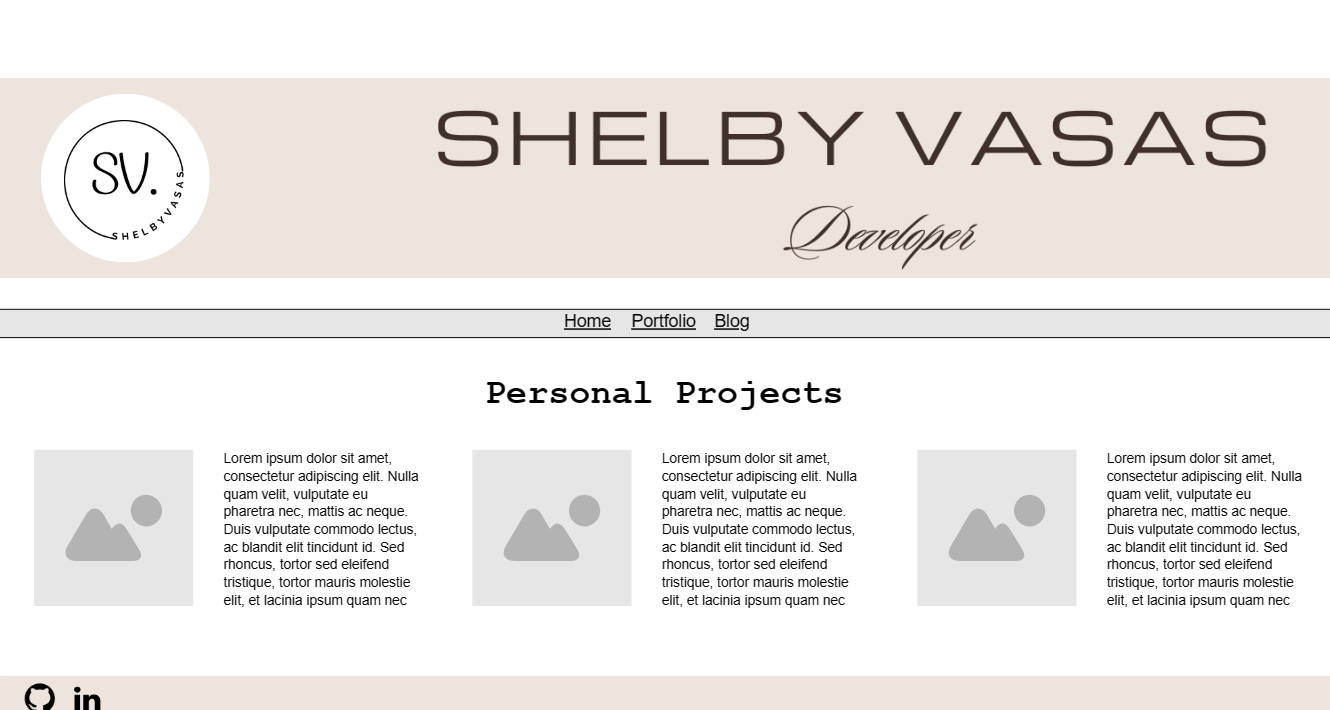 SV.
SHELBYVASAS
SHELBY VASAS
Developer
Home Portfolio Blog
Personal Projects
Lorem ipsum dolor sit amet,
consectetur adipiscing elit. Nulla
quam velit, vulputate eu
pharetra nec, mattis ac neque.
Duis vulputate commodo lectus,
ac blandit elit tincidunt id. Sed
rhoncus, tortor sed eleifend
tristique, tortor mauris molestie
elit, et lacinia ipsum quam nec
Lorem ipsum dolor sit amet,
consectetur adipiscing elit. Nulla
quam velit, vulputate eu
pharetra nec, mattis ac neque.
Duis vulputate commodo lectus,
ac blandit elit tincidunt id. Sed
rhoncus, tortor sed eleifend
tristique, tortor mauris molestie
elit, et lacinia ipsum quam nec
Lorem ipsum dolor sit amet,
consectetur adipiscing elit. Nulla
quam velit, vulputate eu
pharetra nec, mattis ac neque.
Duis vulputate commodo lectus,
ac blandit elit tincidunt id. Sed
rhoncus, tortor sed eleifend
tristique, tortor mauris molestie
elit, et lacinia ipsum quam nec
in